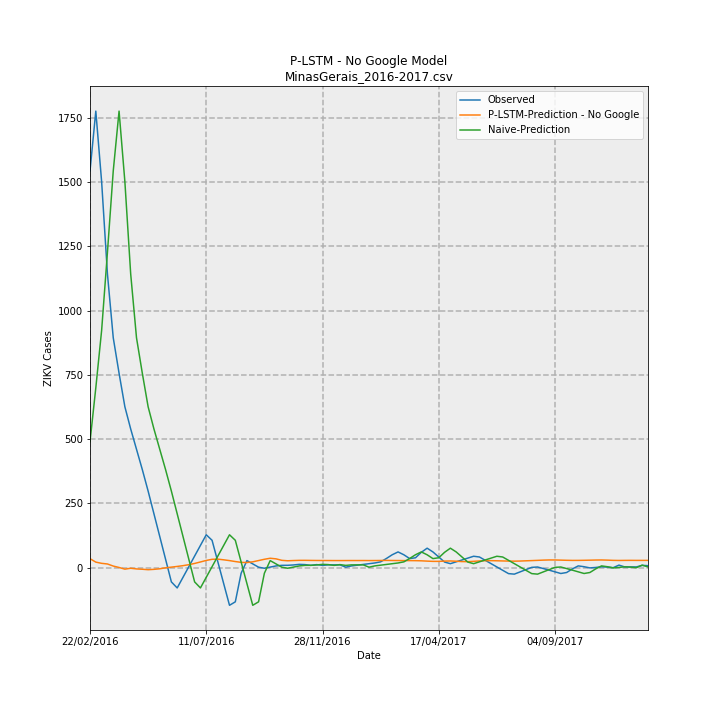 P-LSTM - No Google Model
MinasGerais_2016-2017.csv
Observed
P-LSTM-Prediction - No Google
Naive-Prediction
1750
1500
1250
1000
750
500
250
0
ZIKV Cases
22/02/2016 11/07/2016 28/11/2016 17/04/2017 04/09/2017
Date